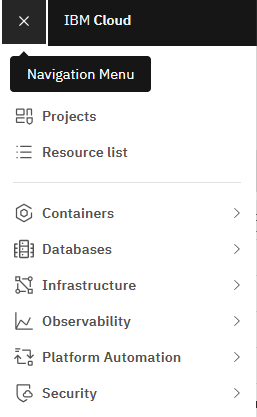 IBM Cloud
Navigation Menu
Projects
Resource list
Containers
Databases
Infrastructure
Observability
Platform Automation
Security